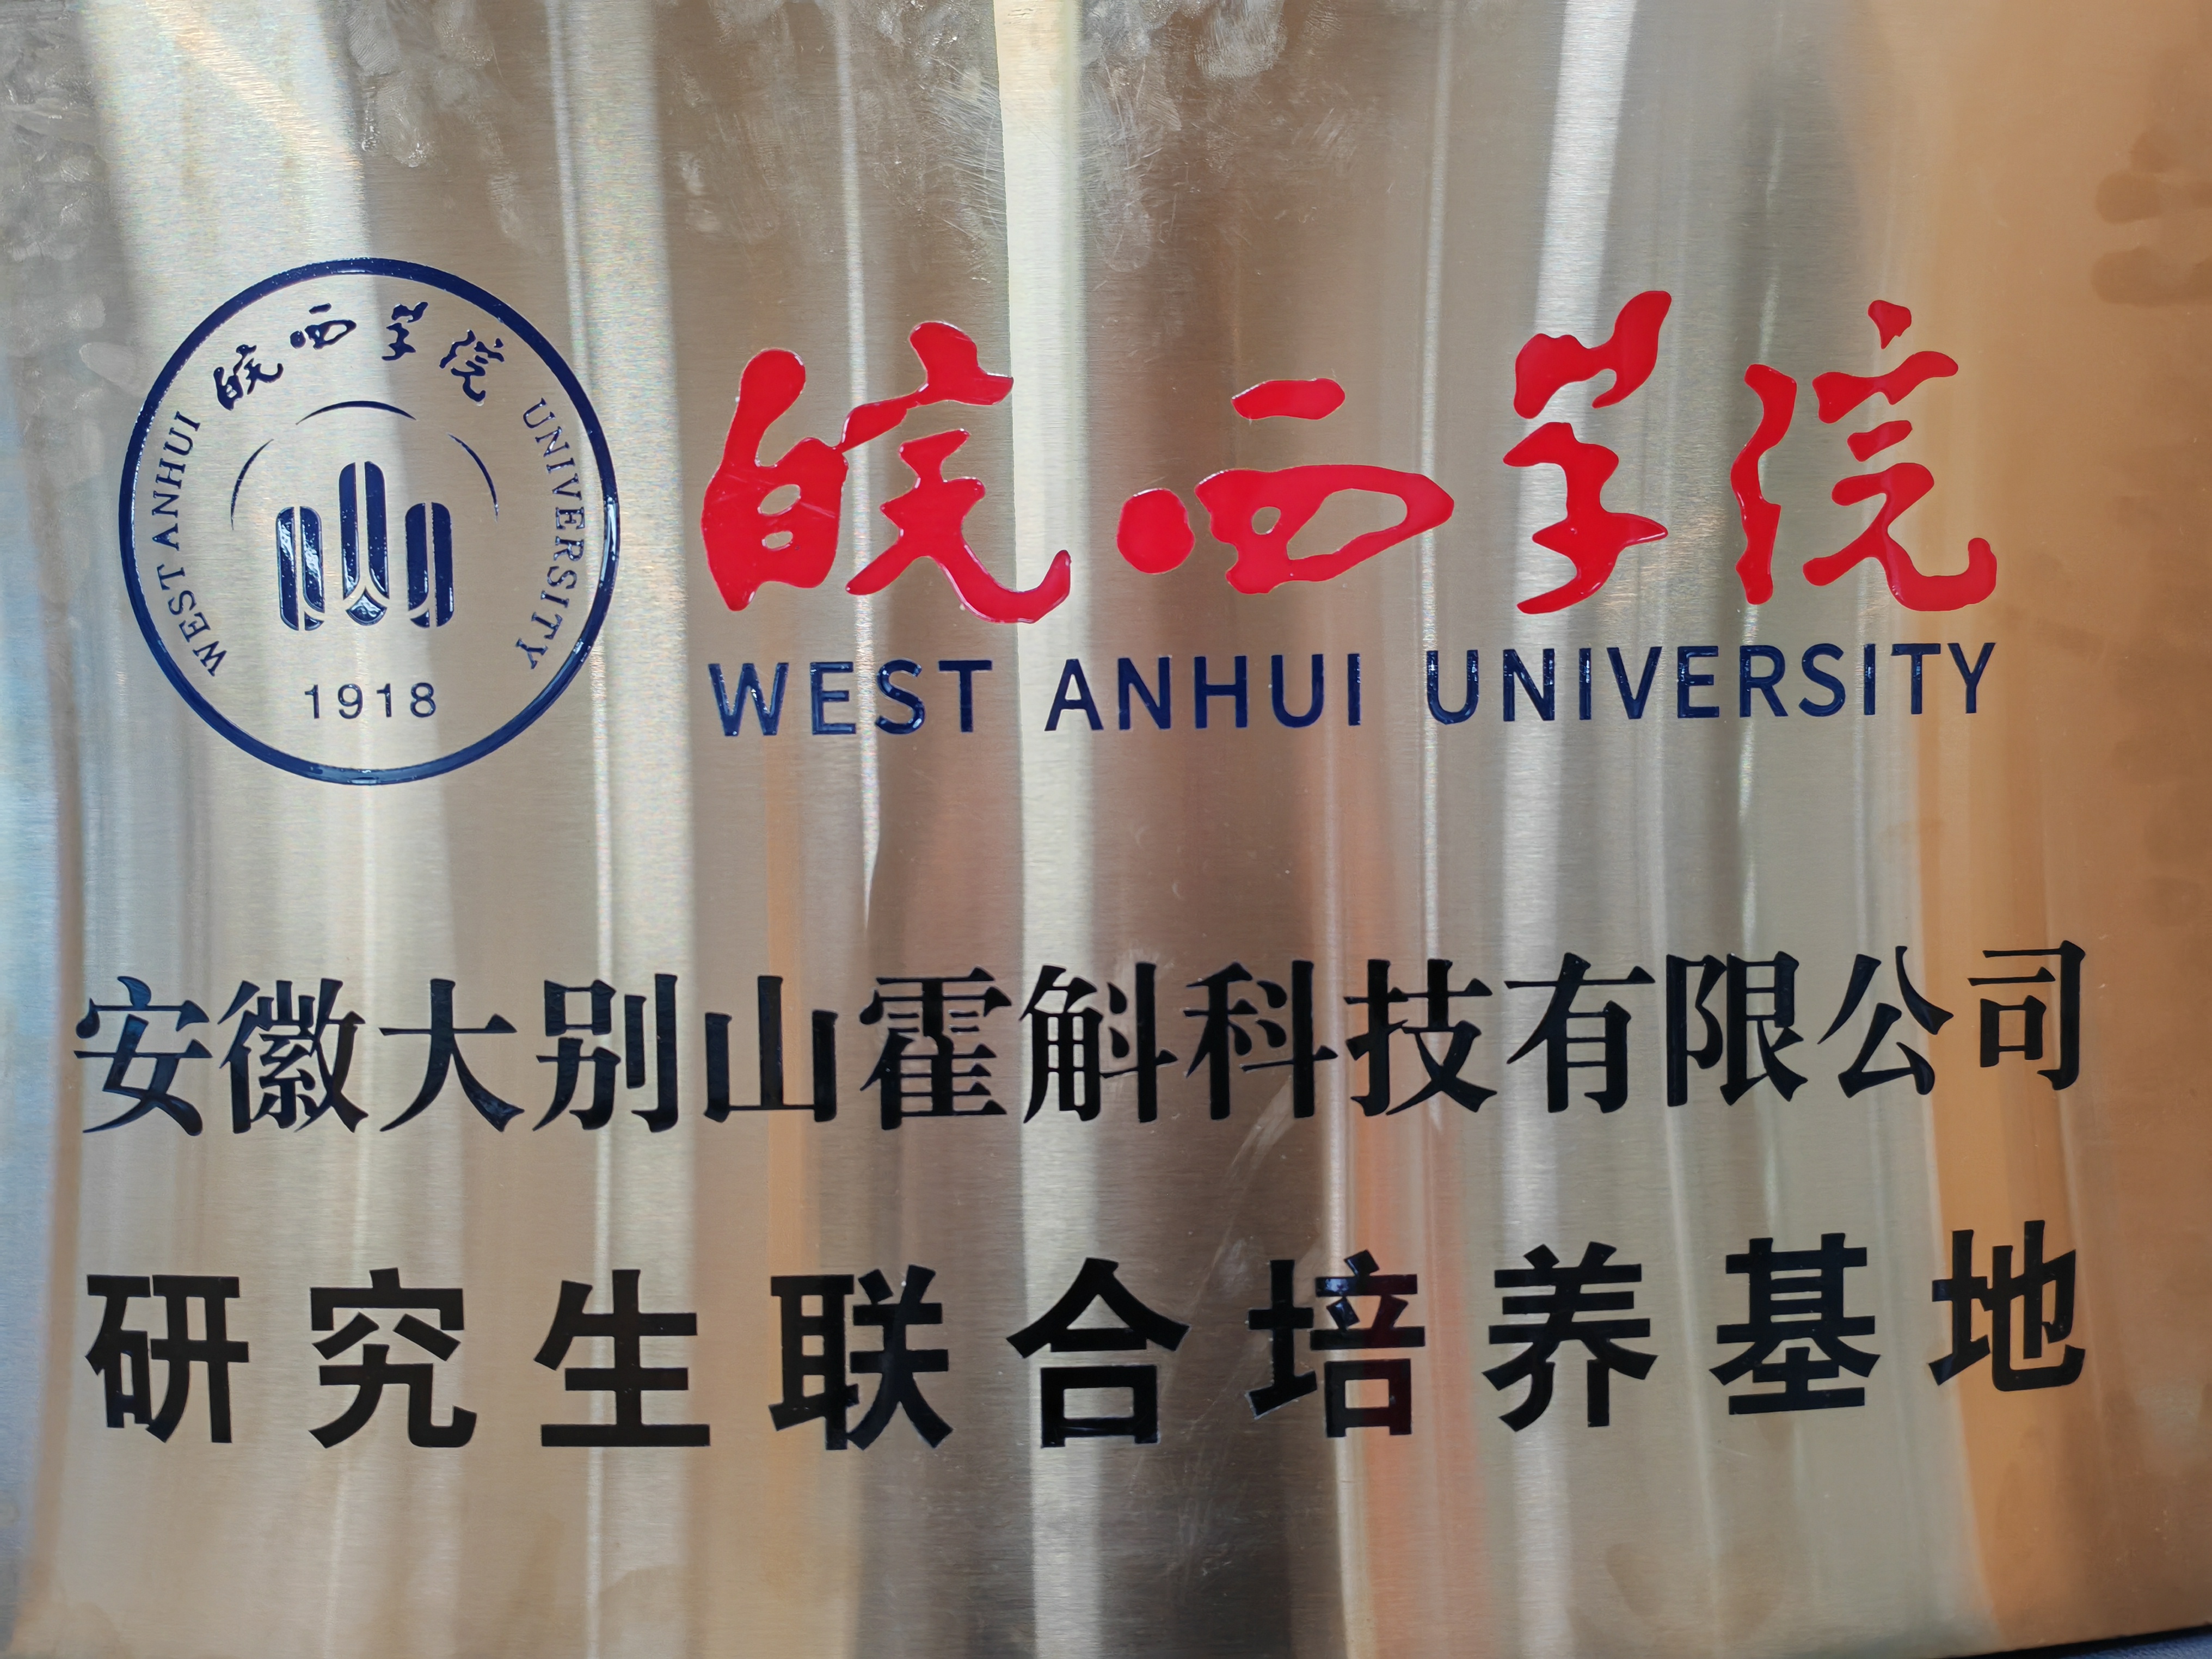 皖西学院
WEST ANHUI UNIVERSITY
1918
皖西学院
WEST ANHUI UNIVERSITY
安徽大别山霍斛科技有限公司
研究生联合培养基地